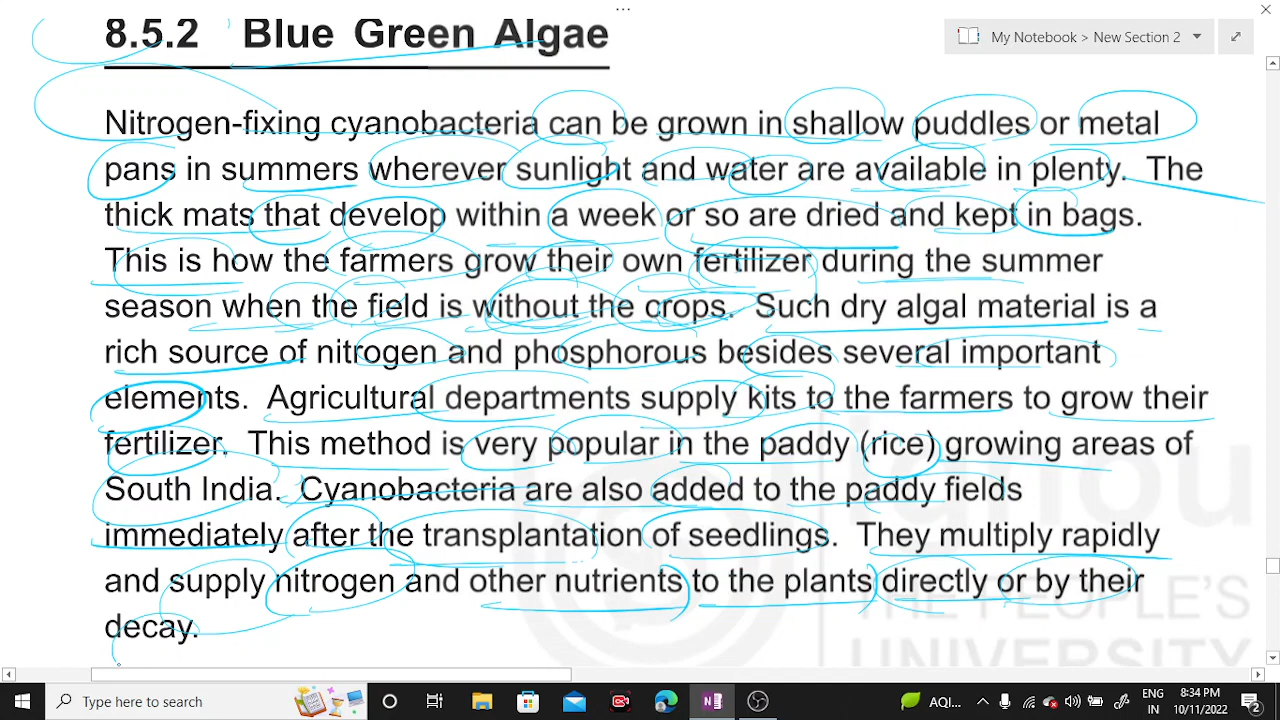 8.5.2 Blue Green Algae
My Notebook > New Section 2
Nitrogen-fixing cyanobacteria can be grown in shallow puddles or metal
pans in summers wherever sunlight and water are available in plenty. The
thick mats that develop within a week or so are dried and kept in bags.
This is how the farmers grow their own fertilizer during the summer
season when the field is without the crops. Such dry algal material is a
rich source of nitrogen and phosphorous besides several important
elements. Agricultural departments supply kits to the farmers to grow their
fertilizer. This method is very popular in the paddy (rice) growing areas of
South India. Cyanobacteria are also added to the paddy fields
immediately after the transplantation of seedlings. They multiply rapidly
and supply nitrogen and other nutrients to the plants directly or by their
decay.
ignou
THE PEOPLE'S
UNIVERSITY
Type here to search
AQI...
ENG
IN
8:34 PM
10/11/2022
2